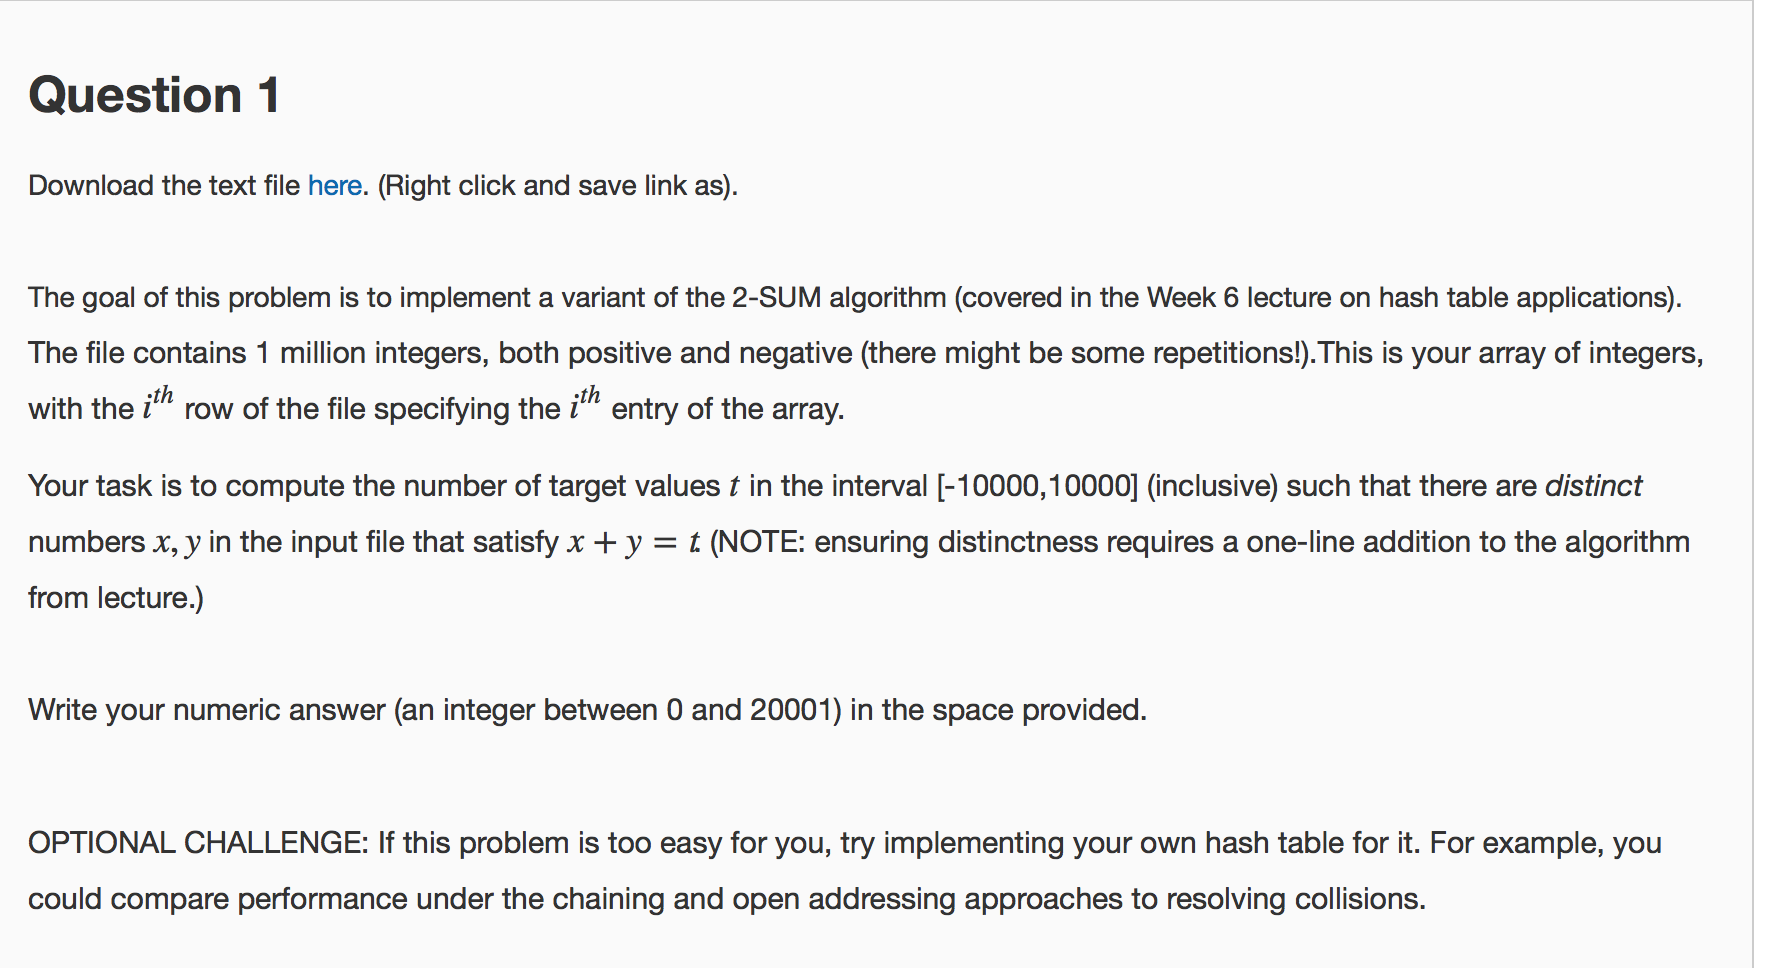 Question 1
Download the text file here. (Right click and save link as).
The goal of this problem is to implement a variant of the 2-SUM algorithm (covered in the Week 6 lecture on hash table applications).
The file contains 1 million integers, both positive and negative (there might be some repetitions!).This is your array of integers,
with the i^th row of the file specifying the i^th entry of the array.
Your task is to compute the number of target values t in the interval [-10000,10000] (inclusive) such that there are distinct
numbers x, y in the input file that satisfy x + y = t. (NOTE: ensuring distinctness requires a one-line addition to the algorithm
from lecture.)
Write your numeric answer (an integer between 0 and 20001) in the space provided.
OPTIONAL CHALLENGE: If this problem is too easy for you, try implementing your own hash table for it. For example, you
could compare performance under the chaining and open addressing approaches to resolving collisions.